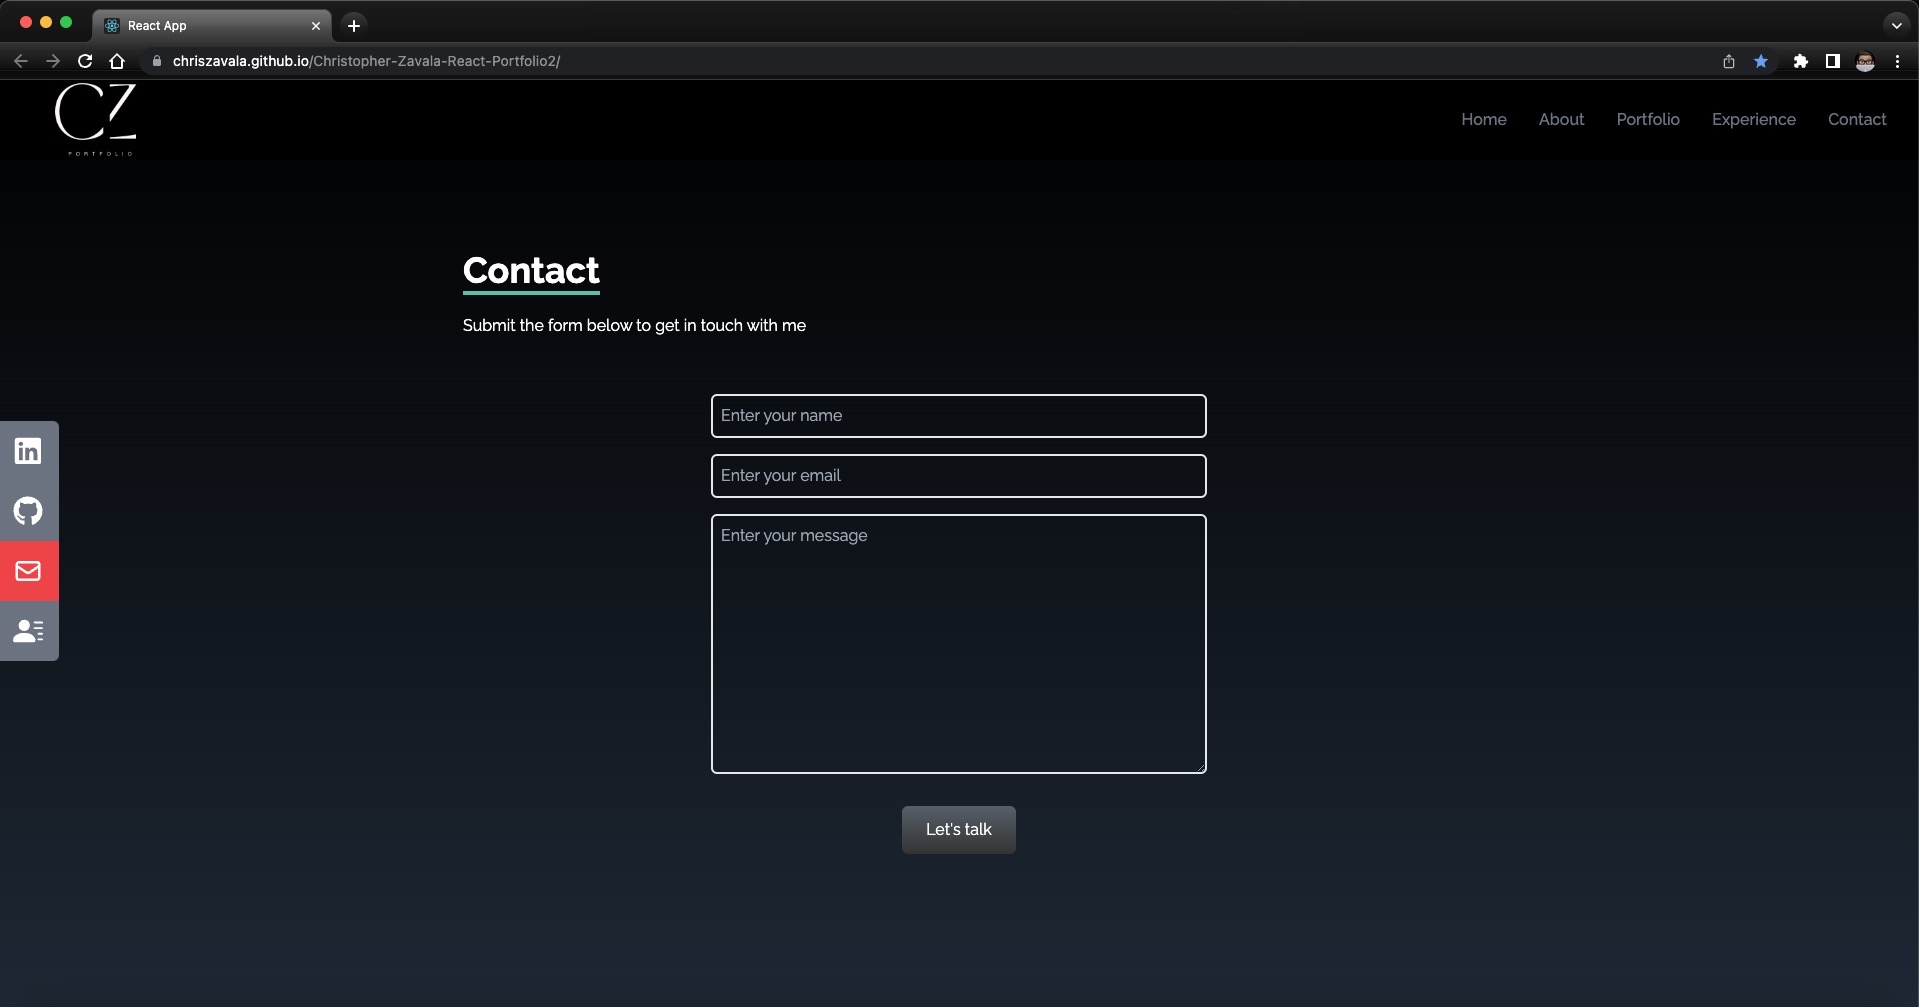 React App
chriszavala.github.io/Christopher-Zavala-React-Portfolio2/
CZ
PORTFOLIO
Home About Portfolio Experience Contact
Contact
Submit the form below to get in touch with me
Enter your name
Enter your email
Enter your message
Let's talk
in